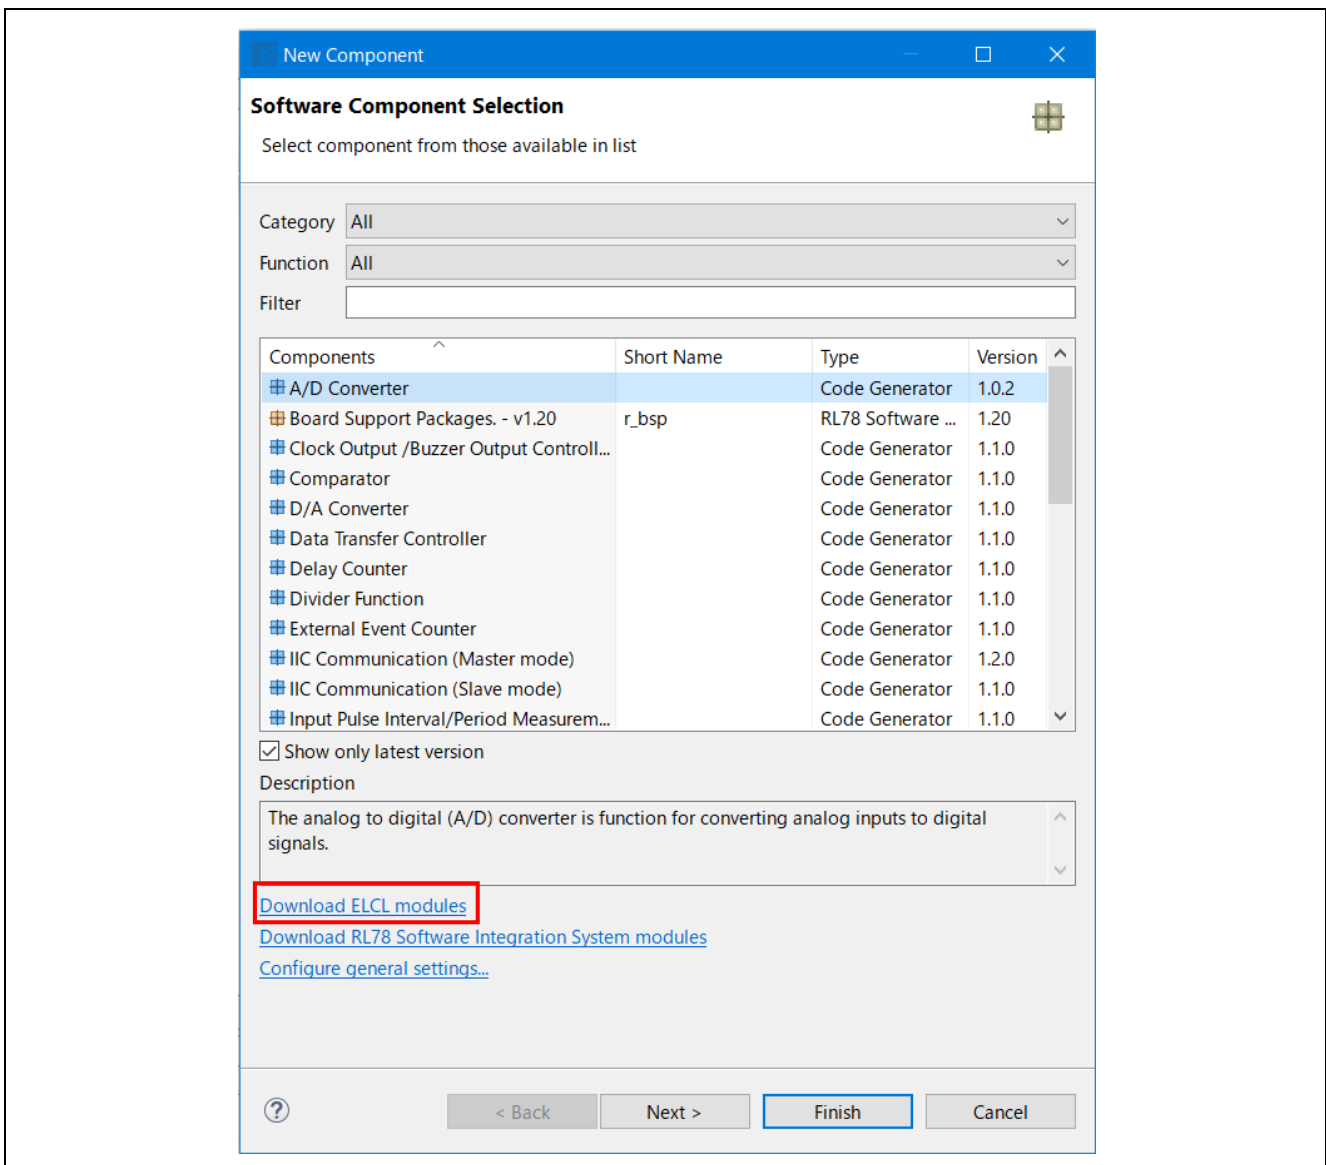 New Component
Software Component Selection
Select component from those available in list
Category All
Function All
Filter
Components Short Name Type Version
A/D Converter Code Generator 1.0.2
Board Support Packages. - v1.20 r_bsp RL78 Software ... 1.20
Clock Output /Buzzer Output Controll... Code Generator 1.1.0
Comparator Code Generator 1.1.0
D/A Converter Code Generator 1.1.0
Data Transfer Controller Code Generator 1.1.0
Delay Counter Code Generator 1.1.0
Divider Function Code Generator 1.1.0
External Event Counter Code Generator 1.1.0
IIC Communication (Master mode) Code Generator 1.2.0
IIC Communication (Slave mode) Code Generator 1.1.0
Input Pulse Interval/Period Measurem... Code Generator 1.1.0
Show only latest version
Description
The analog to digital (A/D) converter is function for converting analog inputs to digital
signals.
Download ELCL modules
Download RL78 Software Integration System modules
Configure general settings...
? < Back Next > Finish Cancel